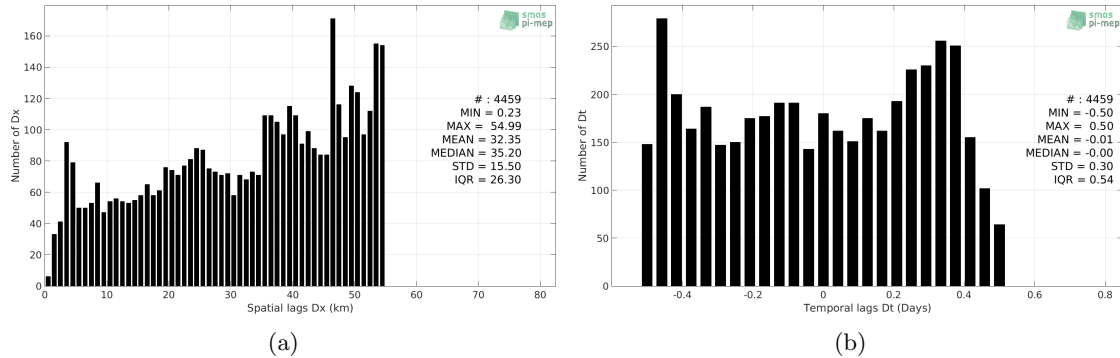 smos
pi-mep
Number of Dx
160
140
120
100
80
60
40
20
0
# : 4459
MIN = 0.23
MAX = 54.99
MEAN = 32.35
MEDIAN = 35.20
STD = 15.50
IQR = 26.30
0 10 20 30 40 50 60 70 80
Spatial lags Dx (km)
(a)
smos
pi-mep
Number of Dt
250
200
150
100
50
0
# : 4459
MIN = -0.50
MAX = 0.50
MEAN = -0.01
MEDIAN = -0.00
STD = 0.30
IQR = 0.54
-0.4 -0.2 0 0.2 0.4 0.6 0.8
Temporal lags Dt (Days)
(b)